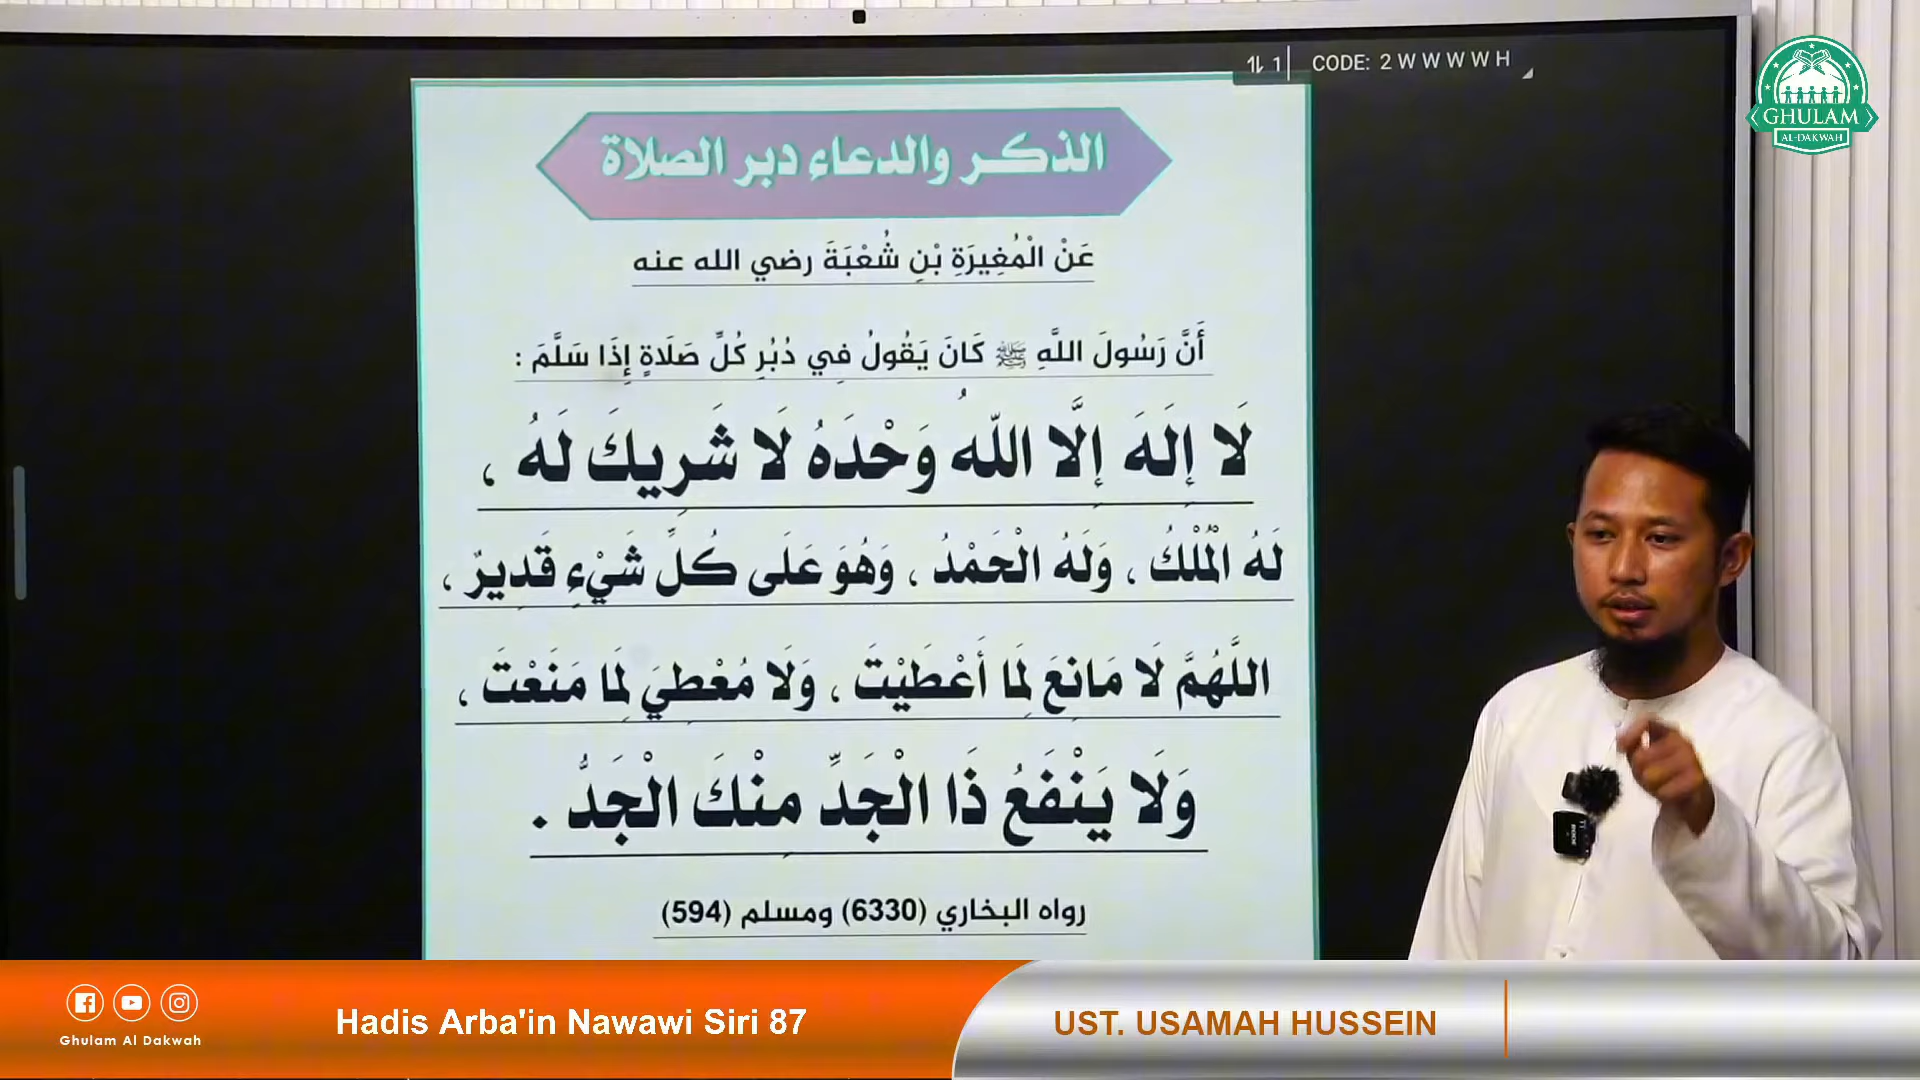 ⇅ 1 CODE: 2WWWWH
GHULAM
AL-DAKWAH
الذكر والدعاء دبر الصلاة
عَنْ الْمُغِيرَةِ بْنِ شُعْبَةَ رضي الله عنه
أَنَّ رَسُولَ اللَّهِ ﷺ كَانَ يَقُولُ فِي دُبُرِ كُلِّ صَلَاةٍ إِذَا سَلَّمَ :
لَا إِلَهَ إِلَّا اللّٰهُ وَحْدَهُ لَا شَرِيكَ لَهُ ،
لَهُ الْمُلْكُ ، وَلَهُ الْحَمْدُ ، وَهُوَ عَلَى كُلِّ شَيْءٍ قَدِيرٌ ،
اللَّهُمَّ لَا مَانِعَ لِمَا أَعْطَيْتَ ، وَلَا مُعْطِيَ لِمَا مَنَعْتَ ،
وَلَا يَنْفَعُ ذَا الْجَدِّ مِنْكَ الْجَدُّ .
رواه البخاري (6330) ومسلم (594)
Ghulam Al Dakwah
Hadis Arba'in Nawawi Siri 87
UST. USAMAH HUSSEIN